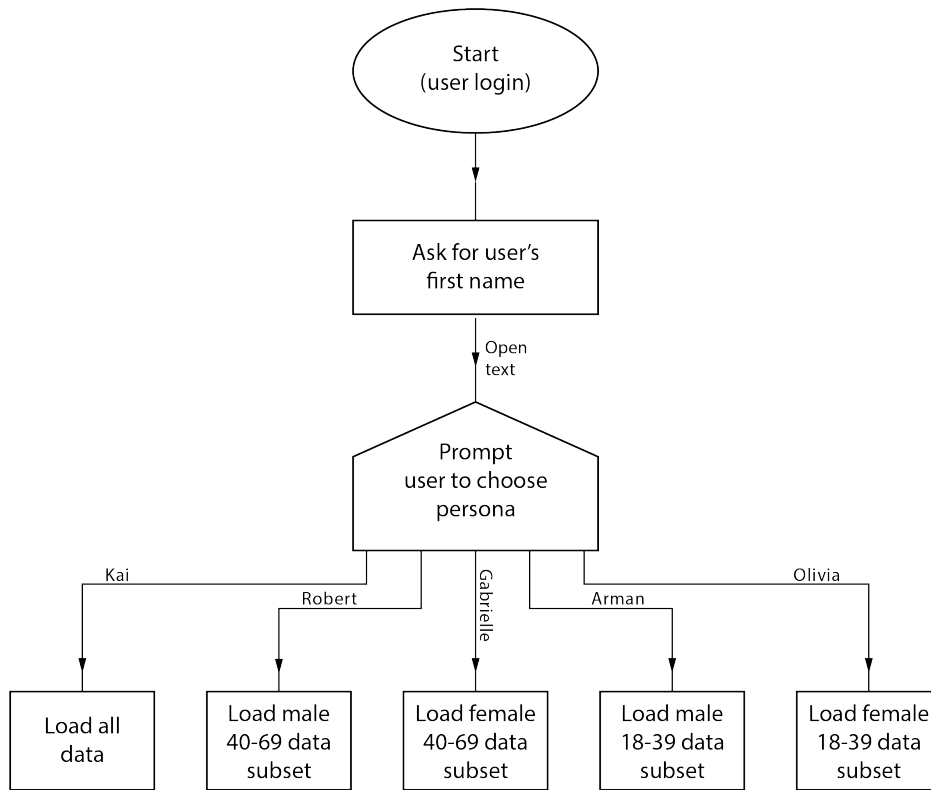 Start
(user login)
Ask for user’s
first name
Open
text
Prompt
user to choose
persona
Kai
Robert
Gabrielle
Arman
Olivia
Load all
data
Load male
40-69 data
subset
Load female
40-69 data
subset
Load male
18-39 data
subset
Load female
18-39 data
subset